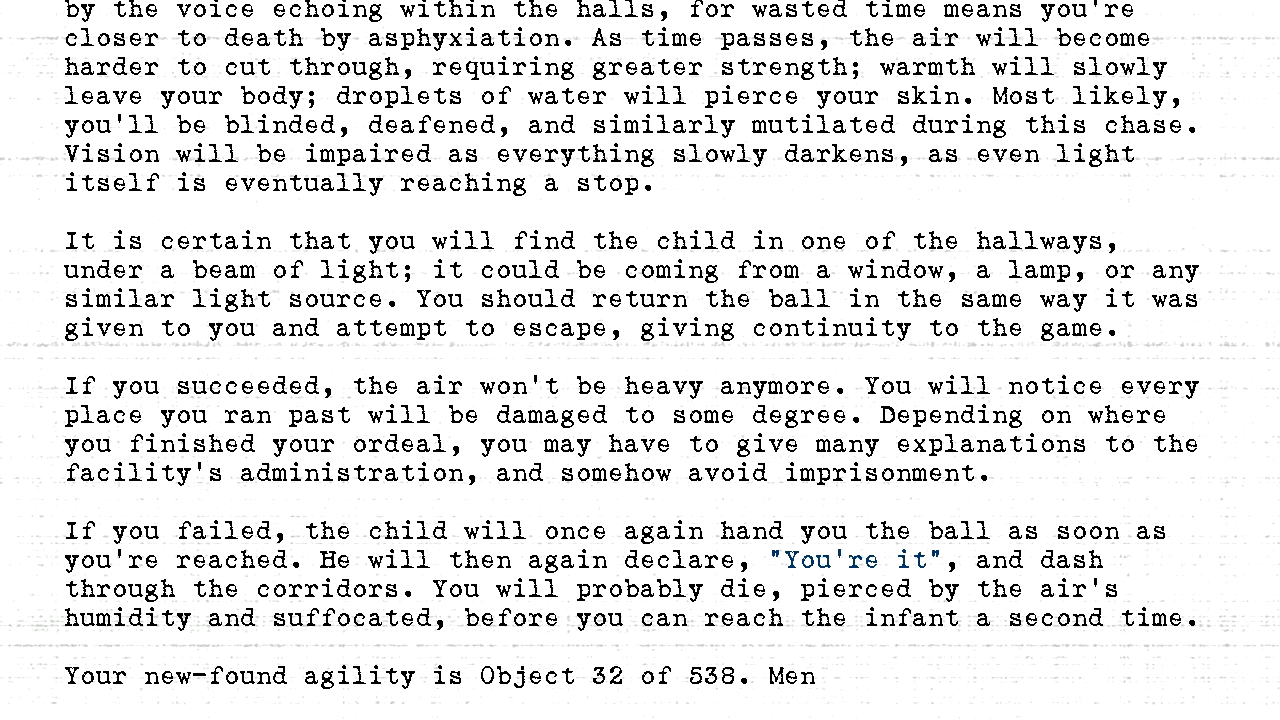 by the voice echoing within the halls, for wasted time means you're
closer to death by asphyxiation. As time passes, the air will become
harder to cut through, requiring greater strength; warmth will slowly
leave your body; droplets of water will pierce your skin. Most likely,
you'll be blinded, deafened, and similarly mutilated during this chase.
Vision will be impaired as everything slowly darkens, as even light
itself is eventually reaching a stop.
It is certain that you will find the child in one of the hallways,
under a beam of light; it could be coming from a window, a lamp, or any
similar light source. You should return the ball in the same way it was
given to you and attempt to escape, giving continuity to the game.
If you succeeded, the air won't be heavy anymore. You will notice every
place you ran past will be damaged to some degree. Depending on where
you finished your ordeal, you may have to give many explanations to the
facility's administration, and somehow avoid imprisonment.
If you failed, the child will once again hand you the ball as soon as
you're reached. He will then again declare, "You're it", and dash
through the corridors. You will probably die, pierced by the air's
humidity and suffocated, before you can reach the infant a second time.
Your new-found agility is Object 32 of 538. Men